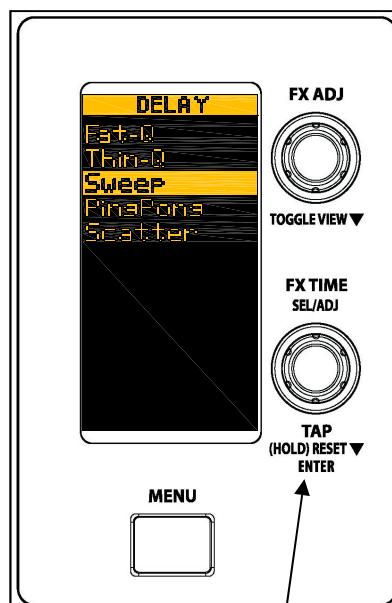 DELAY
Fat-Q
Thin-Q
Sweep
PingPong
Scatter
FX ADJ
TOGGLE VIEW ▼
FX TIME
SEL/ADJ
TAP
(HOLD) RESET ▼
ENTER
MENU